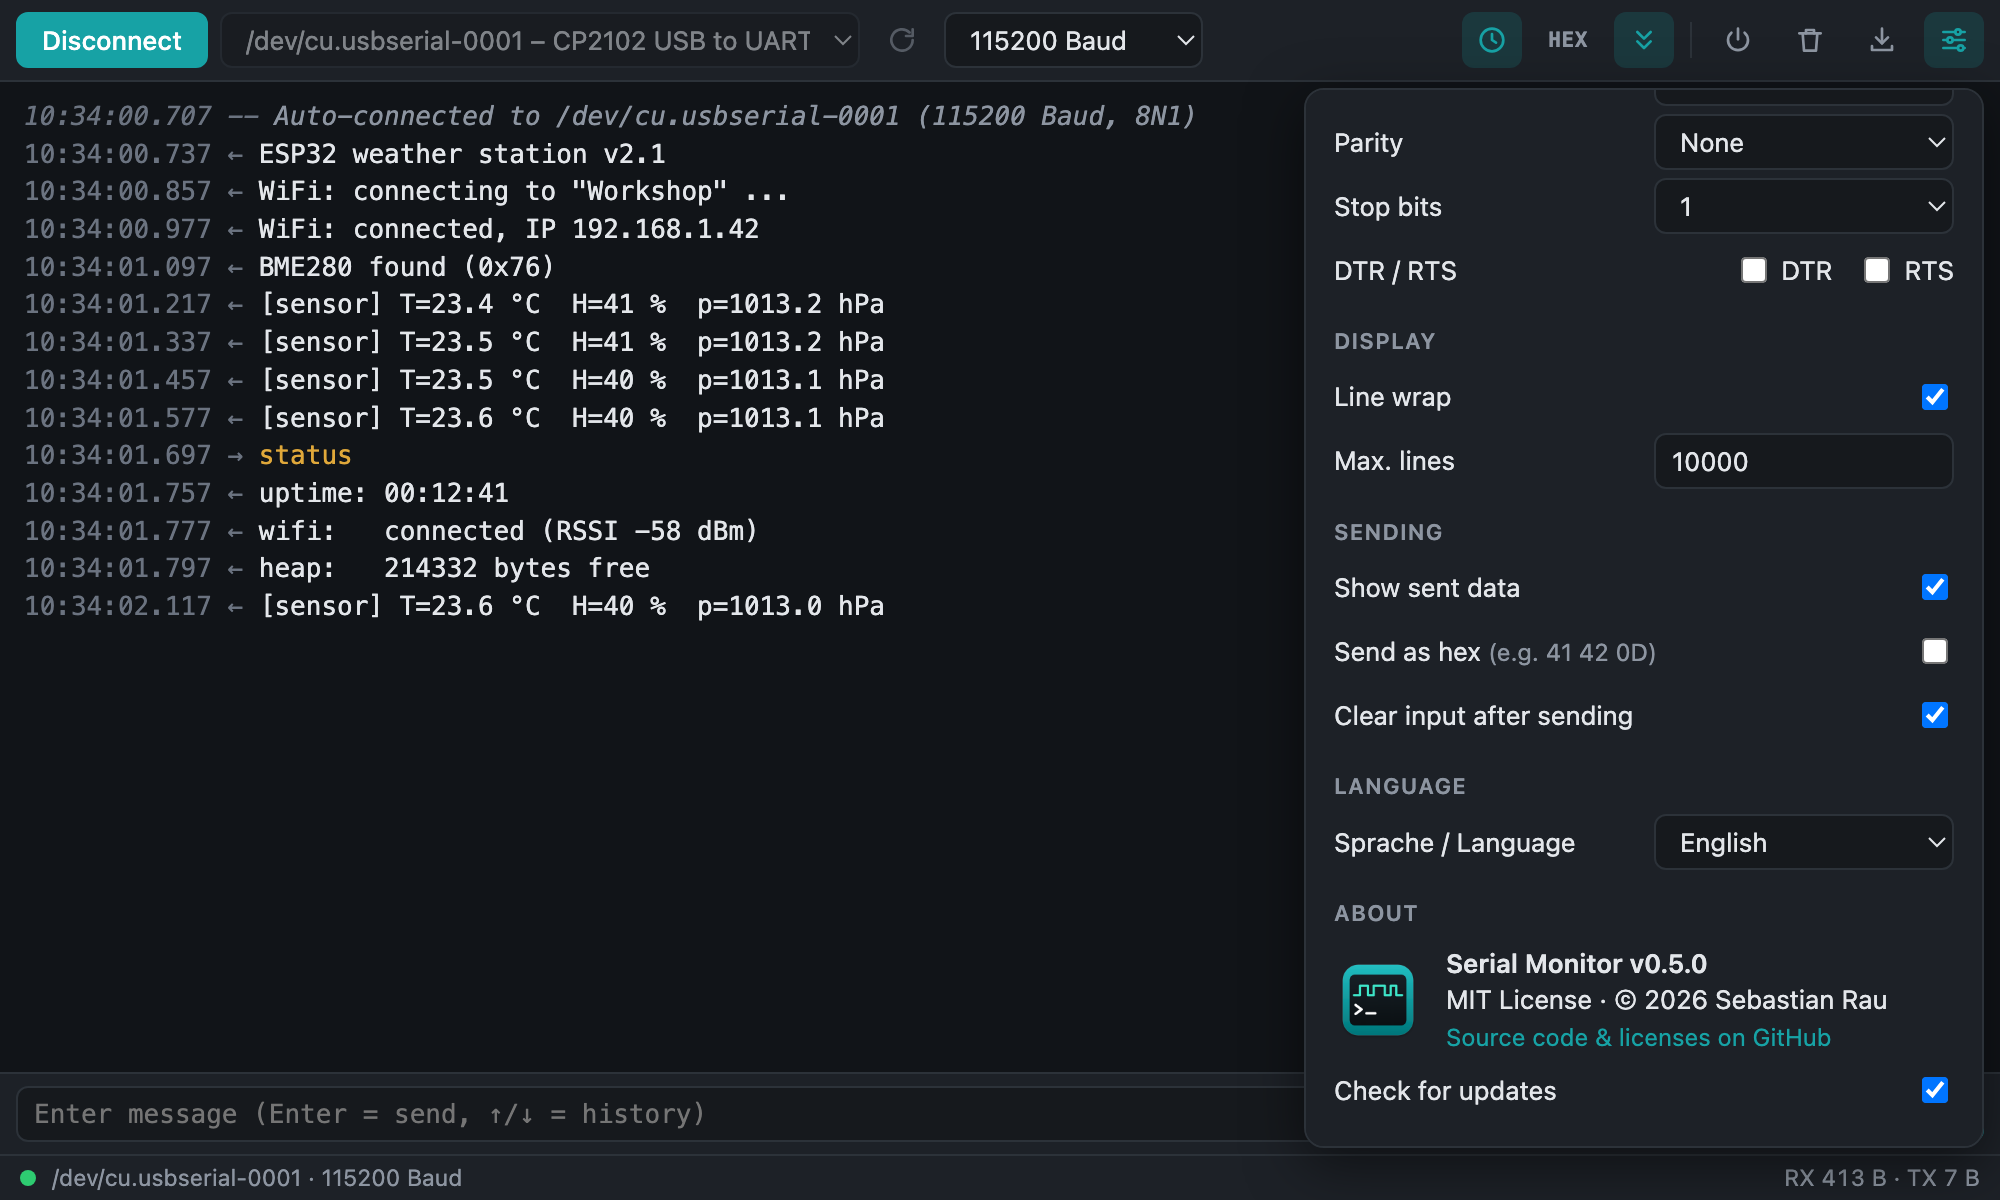 Disconnect
/dev/cu.usbserial-0001 – CP2102 USB to UART
115200 Baud
HEX
10:34:00.707 -- Auto-connected to /dev/cu.usbserial-0001 (115200 Baud, 8N1)
10:34:00.737 ← ESP32 weather station v2.1
10:34:00.857 ← WiFi: connecting to "Workshop" ...
10:34:00.977 ← WiFi: connected, IP 192.168.1.42
10:34:01.097 ← BME280 found (0x76)
10:34:01.217 ← [sensor] T=23.4 °C  H=41 %  p=1013.2 hPa
10:34:01.337 ← [sensor] T=23.5 °C  H=41 %  p=1013.2 hPa
10:34:01.457 ← [sensor] T=23.5 °C  H=40 %  p=1013.1 hPa
10:34:01.577 ← [sensor] T=23.6 °C  H=40 %  p=1013.1 hPa
10:34:01.697 → status
10:34:01.757 ← uptime: 00:12:41
10:34:01.777 ← wifi:   connected (RSSI -58 dBm)
10:34:01.797 ← heap:   214332 bytes free
10:34:02.117 ← [sensor] T=23.6 °C  H=40 %  p=1013.0 hPa
Parity None
Stop bits 1
DTR / RTS DTR RTS
DISPLAY
Line wrap
Max. lines 10000
SENDING
Show sent data
Send as hex (e.g. 41 42 0D)
Clear input after sending
LANGUAGE
Sprache / Language English
ABOUT
Serial Monitor v0.5.0
MIT License · © 2026 Sebastian Rau
Source code & licenses on GitHub
Check for updates
Enter message (Enter = send, ↑/↓ = history)
/dev/cu.usbserial-0001 · 115200 Baud
RX 413 B · TX 7 B